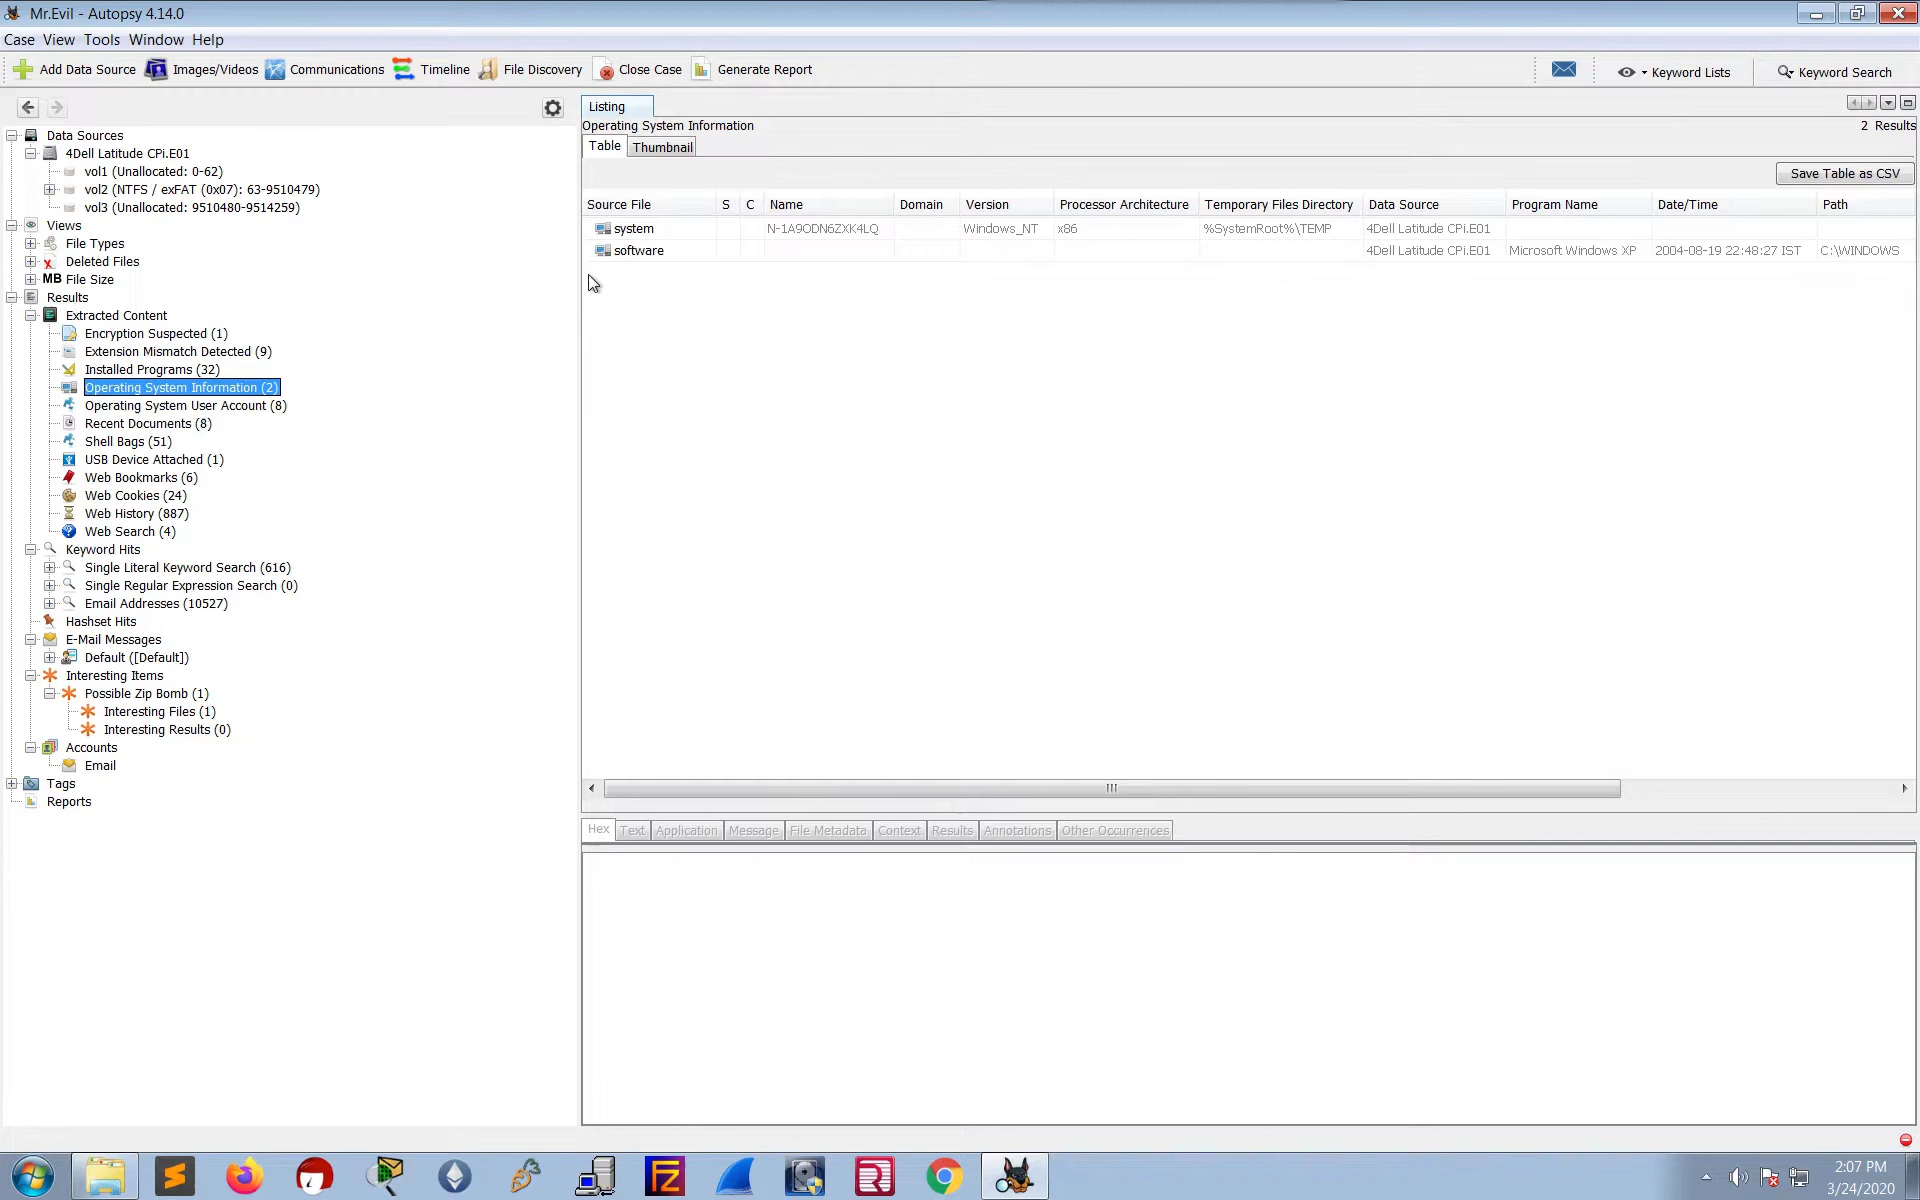 Mr.Evil - Autopsy 4.14.0
Case View Tools Window Help
Add Data Source Images/Videos Communications Timeline File Discovery Close Case Generate Report Keyword Lists Keyword Search
Listing
Operating System Information 2 Results
Table Thumbnail
Save Table as CSV
Source File S C Name Domain Version Processor Architecture Temporary Files Directory Data Source Program Name Date/Time Path
system N-1A9ODN6ZXK4LQ Windows_NT x86 %SystemRoot%\TEMP 4Dell Latitude CPi.E01
software 4Dell Latitude CPi.E01 Microsoft Windows XP 2004-08-19 22:48:27 IST C:\WINDOWS
Data Sources
4Dell Latitude CPi.E01
vol1 (Unallocated: 0-62)
vol2 (NTFS / exFAT (0x07): 63-9510479)
vol3 (Unallocated: 9510480-9514259)
Views
File Types
Deleted Files
MB File Size
Results
Extracted Content
Encryption Suspected (1)
Extension Mismatch Detected (9)
Installed Programs (32)
Operating System Information (2)
Operating System User Account (8)
Recent Documents (8)
Shell Bags (51)
USB Device Attached (1)
Web Bookmarks (6)
Web Cookies (24)
Web History (887)
Web Search (4)
Keyword Hits
Single Literal Keyword Search (616)
Single Regular Expression Search (0)
Email Addresses (10527)
Hashset Hits
E-Mail Messages
Default ([Default])
Interesting Items
Possible Zip Bomb (1)
Interesting Files (1)
Interesting Results (0)
Accounts
Email
Tags
Reports
Hex Text Application Message File Metadata Context Results Annotations Other Occurrences
2:07 PM
3/24/2020